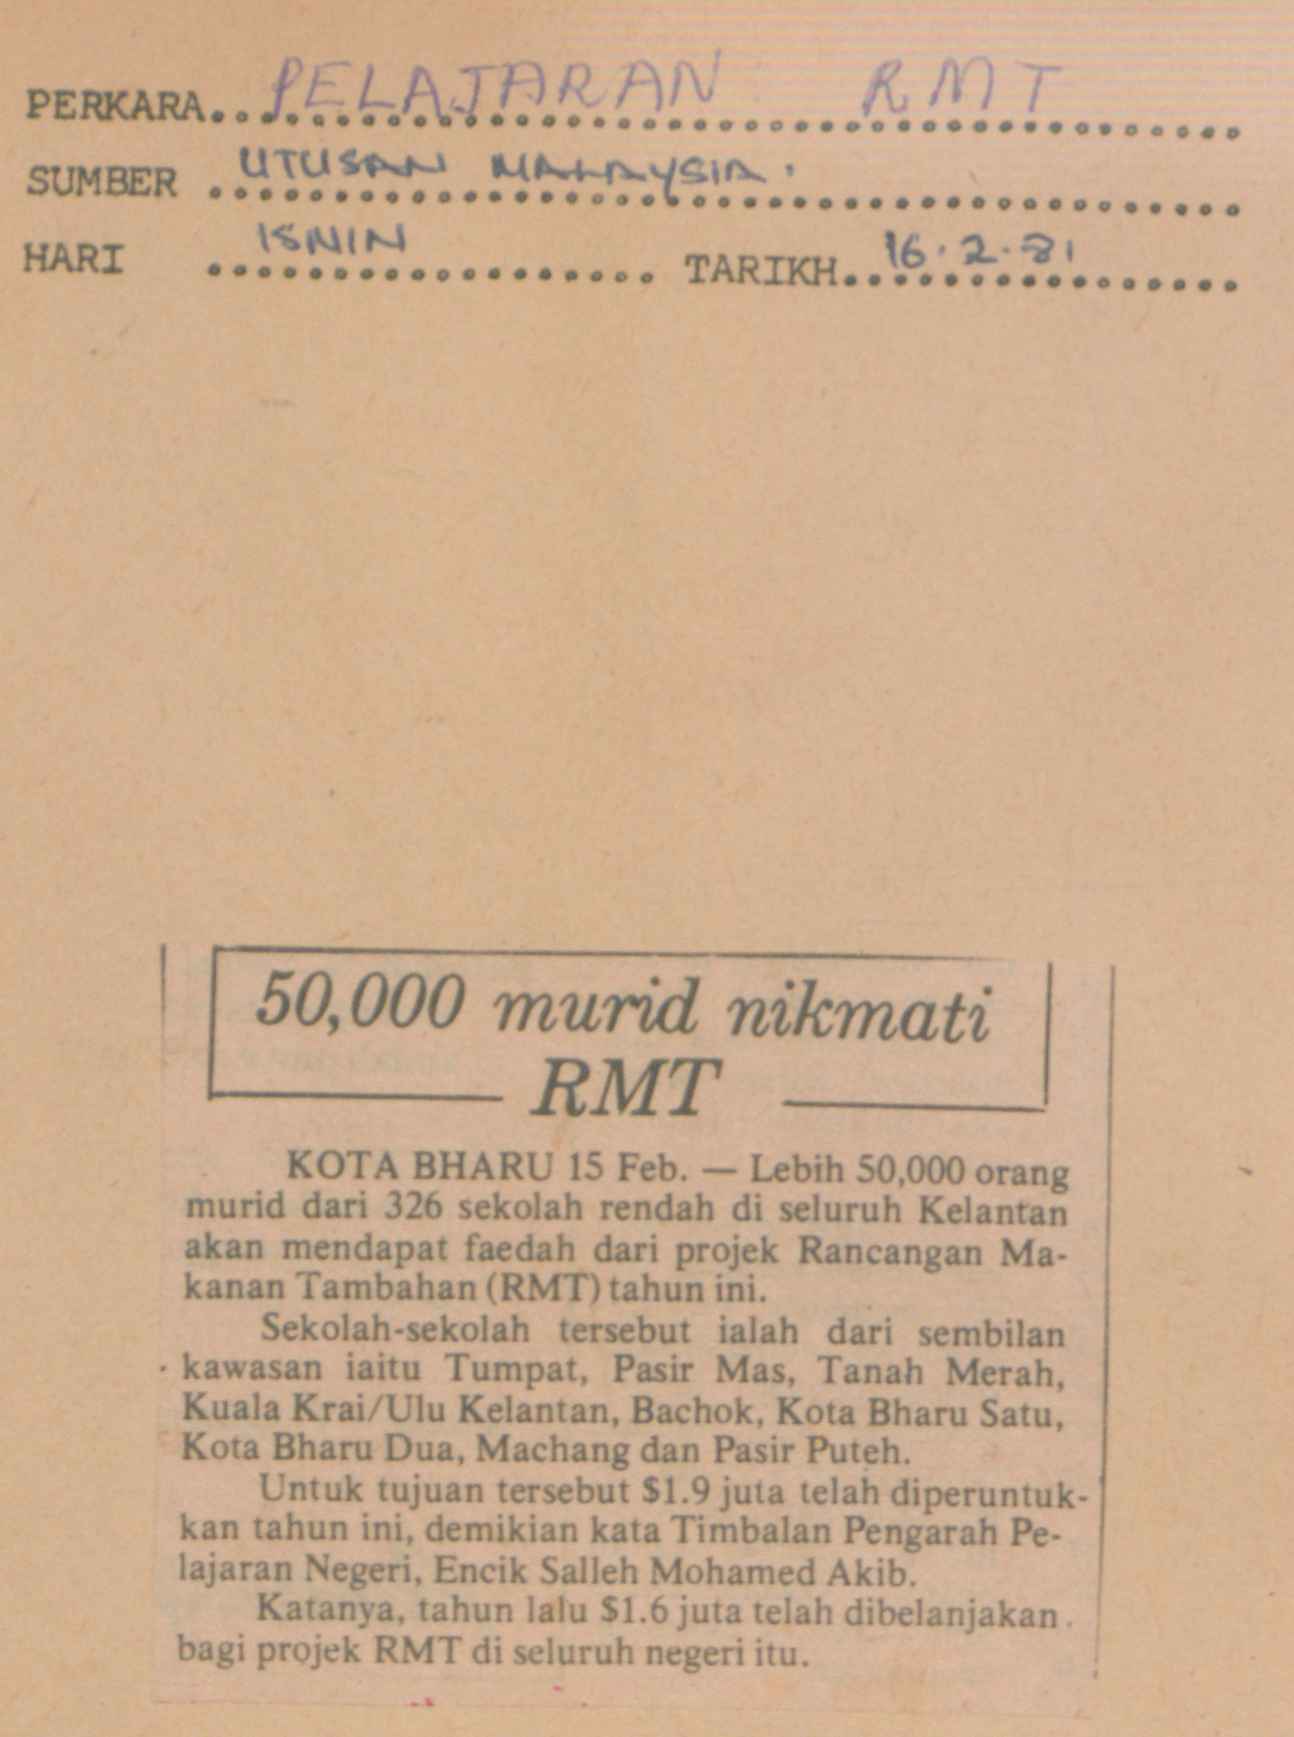 PERKARA.. PELAJARAN RMT
SUMBER UTUSAN MALAYSIA.
HARI ISNIN TARIKH 16.2.81
50,000 murid nikmati
RMT
KOTA BHARU 15 Feb. — Lebih 50,000 orang
murid dari 326 sekolah rendah di seluruh Kelantan
akan mendapat faedah dari projek Rancangan Ma-
kanan Tambahan (RMT) tahun ini.
Sekolah-sekolah tersebut ialah dari sembilan
kawasan iaitu Tumpat, Pasir Mas, Tanah Merah,
Kuala Krai/Ulu Kelantan, Bachok, Kota Bharu Satu,
Kota Bharu Dua, Machang dan Pasir Puteh.
Untuk tujuan tersebut $1.9 juta telah diperuntuk-
kan tahun ini, demikian kata Timbalan Pengarah Pe-
lajaran Negeri, Encik Salleh Mohamed Akib.
Katanya, tahun lalu $1.6 juta telah dibelanjakan
bagi projek RMT di seluruh negeri itu.